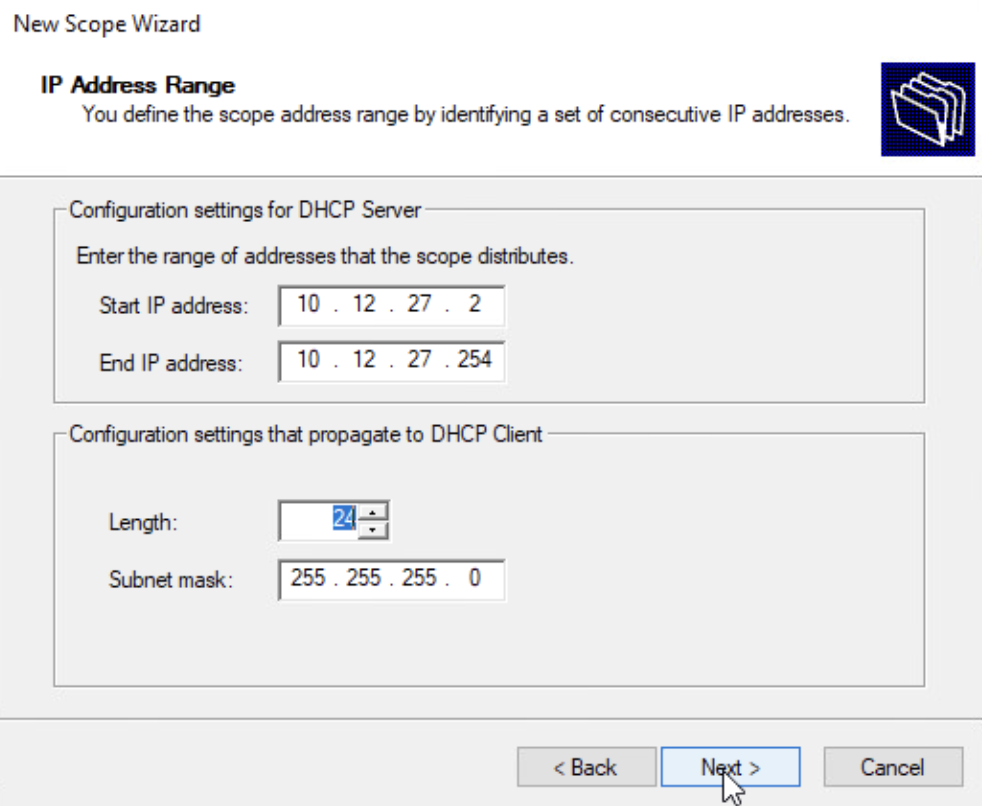 New Scope Wizard
IP Address Range
You define the scope address range by identifying a set of consecutive IP addresses.
Configuration settings for DHCP Server
Enter the range of addresses that the scope distributes.
Start IP address: 10 . 12 . 27 . 2
End IP address: 10 . 12 . 27 . 254
Configuration settings that propagate to DHCP Client
Length: 24
Subnet mask: 255 . 255 . 255 . 0
< Back Next > Cancel